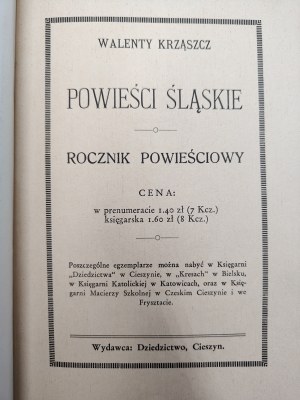 WALENTY KRZĄSZCZ
POWIEŚCI ŚLĄSKIE
ROCZNIK POWIEŚCIOWY
CENA:
w prenumeracie 1.40 zł (7 Kcz.)
księgarska 1.60 zł (8 Kcz.)
Poszczególne egzemplarze można nabyć w Księgarni
„Dziedzictwa” w Cieszynie, w „Kresach” w Bielsku,
w Księgarni Katolickiej w Katowicach, oraz w Księ-
garni Macierzy Szkolnej w Czeskim Cieszynie i we
Frysztacie.
Wydawca: Dziedzictwo, Cieszyn.